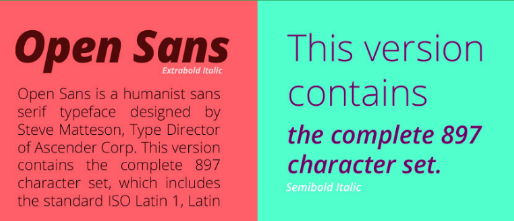 Open Sans
Extrabold Italic
Open Sans is a humanist sans
serif typeface designed by
Steve Matteson, Type Director
of Ascender Corp. This version
contains the complete 897
character set, which includes
the standard ISO Latin 1, Latin
This version
contains
the complete 897
character set.
Semibold Italic